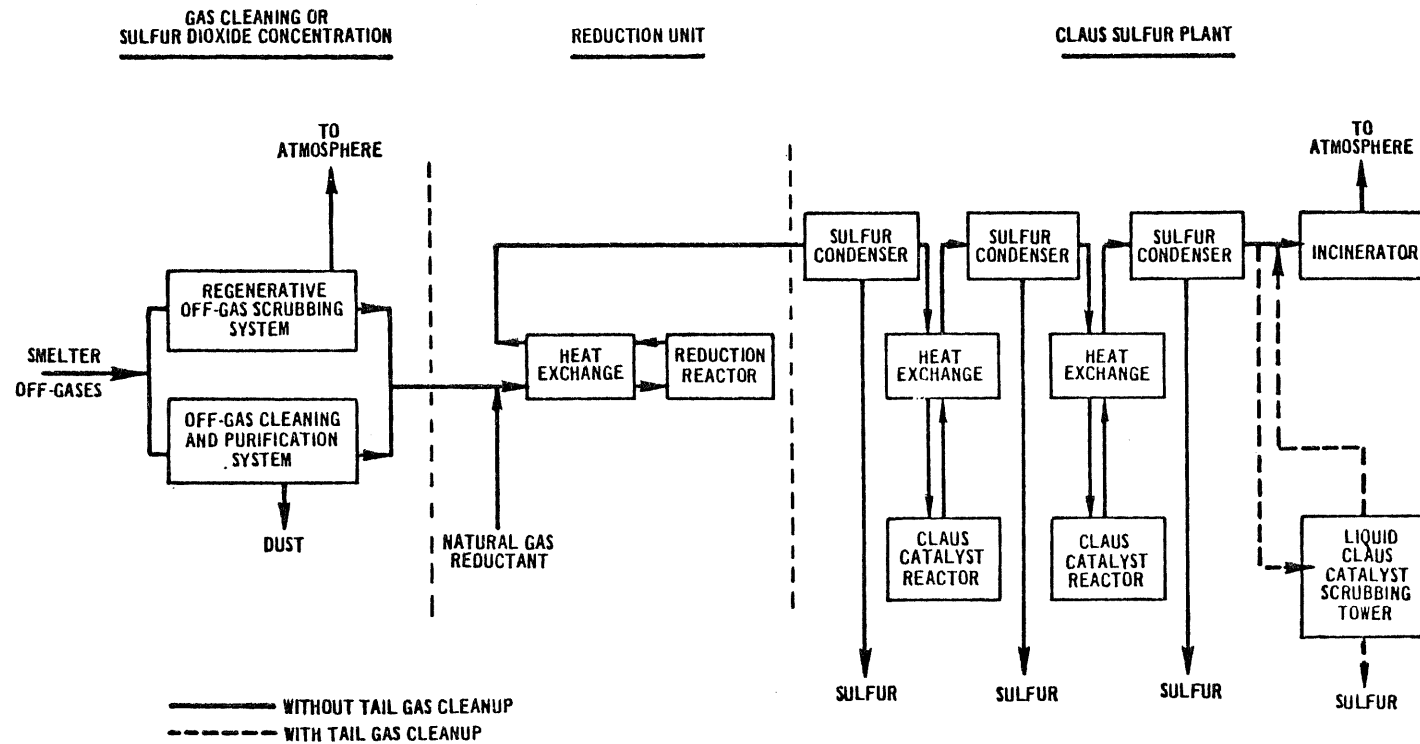 GAS CLEANING OR
SULFUR DIOXIDE CONCENTRATION
REDUCTION UNIT
CLAUS SULFUR PLANT
TO
ATMOSPHERE
TO
ATMOSPHERE
REGENERATIVE
OFF-GAS SCRUBBING
SYSTEM
SMELTER
OFF-GASES
OFF-GAS CLEANING
AND PURIFICATION
SYSTEM
DUST
NATURAL GAS
REDUCTANT
HEAT
EXCHANGE
REDUCTION
REACTOR
SULFUR
CONDENSER
SULFUR
CONDENSER
SULFUR
CONDENSER
INCINERATOR
HEAT
EXCHANGE
HEAT
EXCHANGE
CLAUS
CATALYST
REACTOR
CLAUS
CATALYST
REACTOR
LIQUID
CLAUS
CATALYST
SCRUBBING
TOWER
SULFUR
SULFUR
SULFUR
SULFUR
WITHOUT TAIL GAS CLEANUP
WITH TAIL GAS CLEANUP